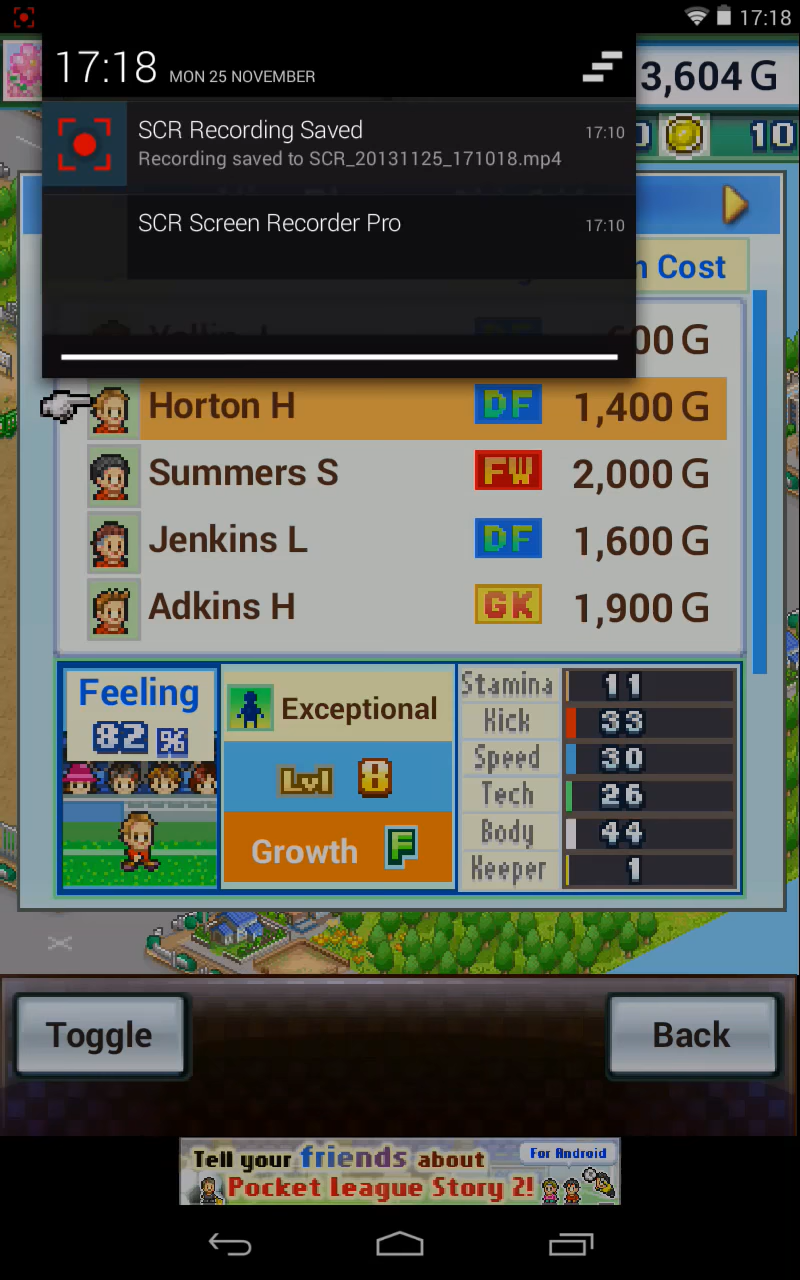 17:18
17:18 MON 25 NOVEMBER
3,604 G
SCR Recording Saved 17:10
Recording saved to SCR_20131125_171018.mp4
10
SCR Screen Recorder Pro 17:10
Cost
00 G
Horton H DF 1,400 G
Summers S FW 2,000 G
Jenkins L DF 1,600 G
Adkins H GK 1,900 G
Feeling
82 %
Exceptional
Lvl 8
Growth F
Stamina 11
Kick 33
Speed 30
Tech 26
Body 44
Keeper 1
Toggle
Back
Tell your friends about
For Android
Pocket League Story 2!